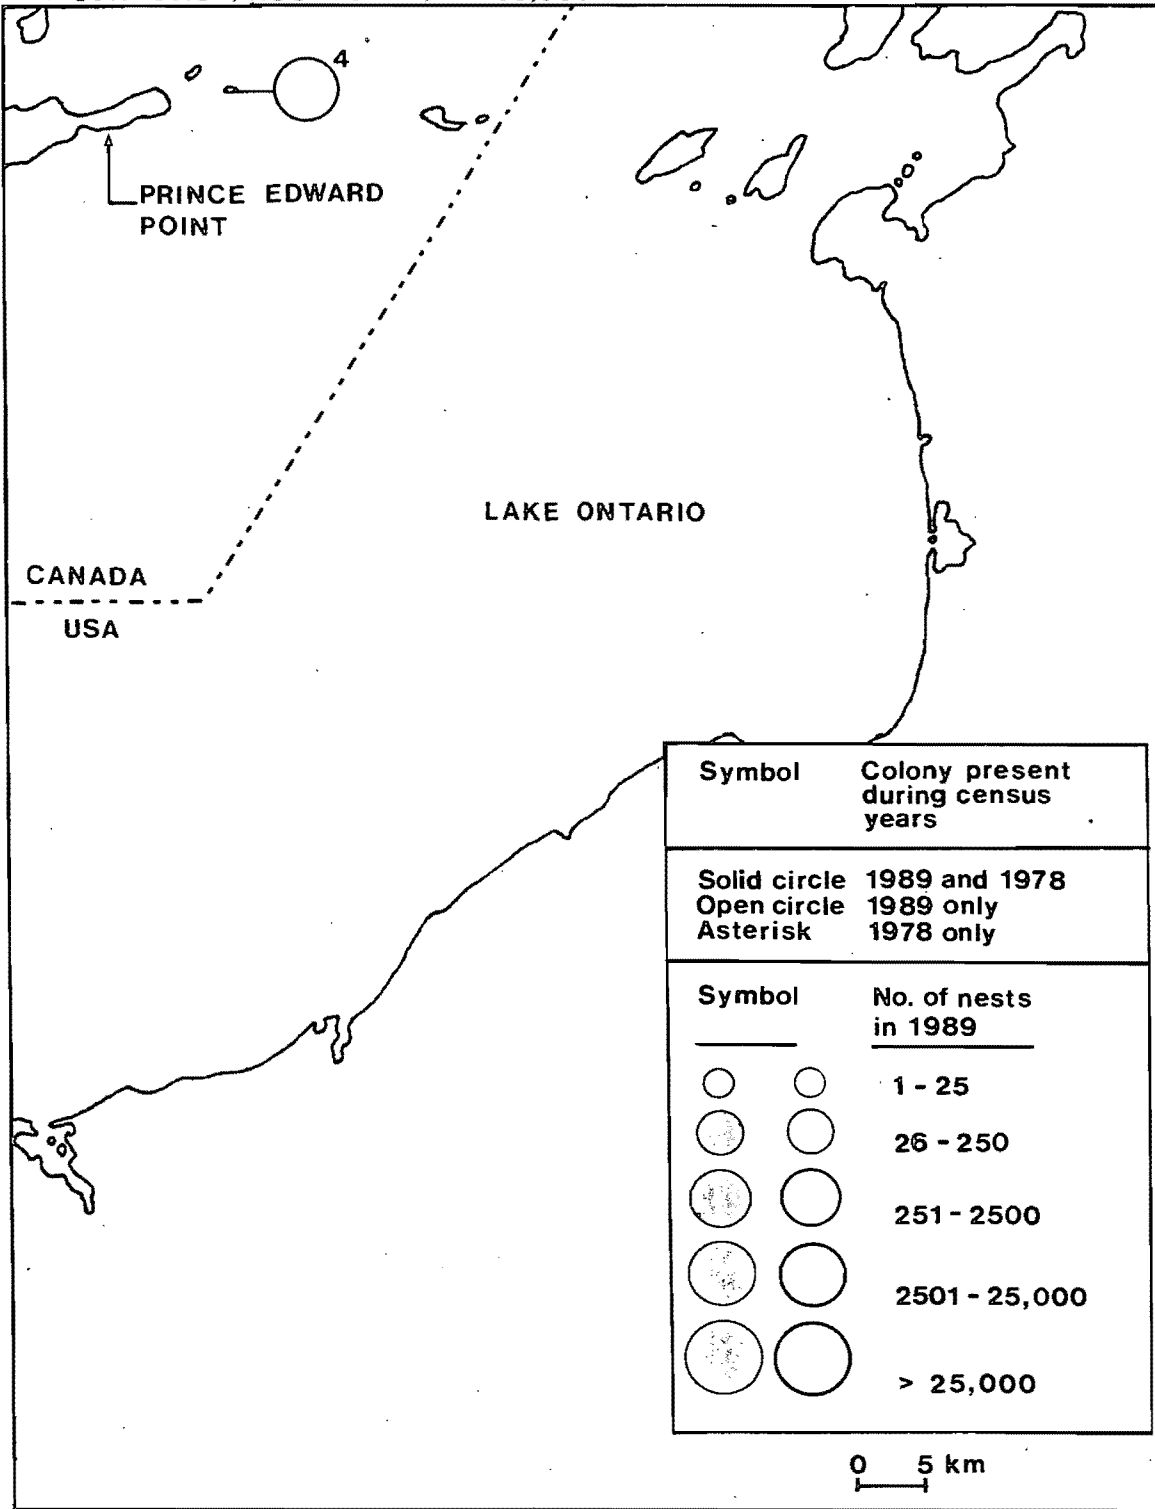 4
PRINCE EDWARD
POINT
LAKE ONTARIO
CANADA
USA
Symbol Colony present
during census
years
Solid circle 1989 and 1978
Open circle 1989 only
Asterisk 1978 only
Symbol No. of nests
in 1989
1 - 25
26 - 250
251 - 2500
2501 - 25,000
> 25,000
0 5 km